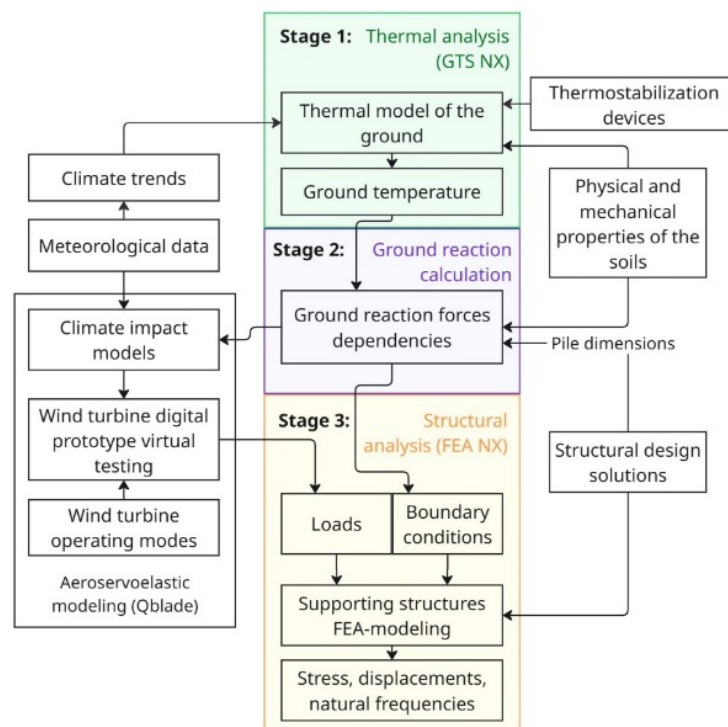 Stage 1: Thermal analysis
(GTS NX)
Thermal model of the
ground
Thermostabilization
devices
Climate trends
Ground temperature
Physical and
mechanical
properties of the
soils
Meteorological data
Stage 2: Ground reaction
calculation
Climate impact
models
Ground reaction forces
dependencies
Pile dimensions
Wind turbine digital
prototype virtual
testing
Stage 3: Structural
analysis (FEA NX)
Structural design
solutions
Wind turbine
operating modes
Loads
Boundary
conditions
Aeroservoelastic
modeling (Qblade)
Supporting structures
FEA-modeling
Stress, displacements,
natural frequencies